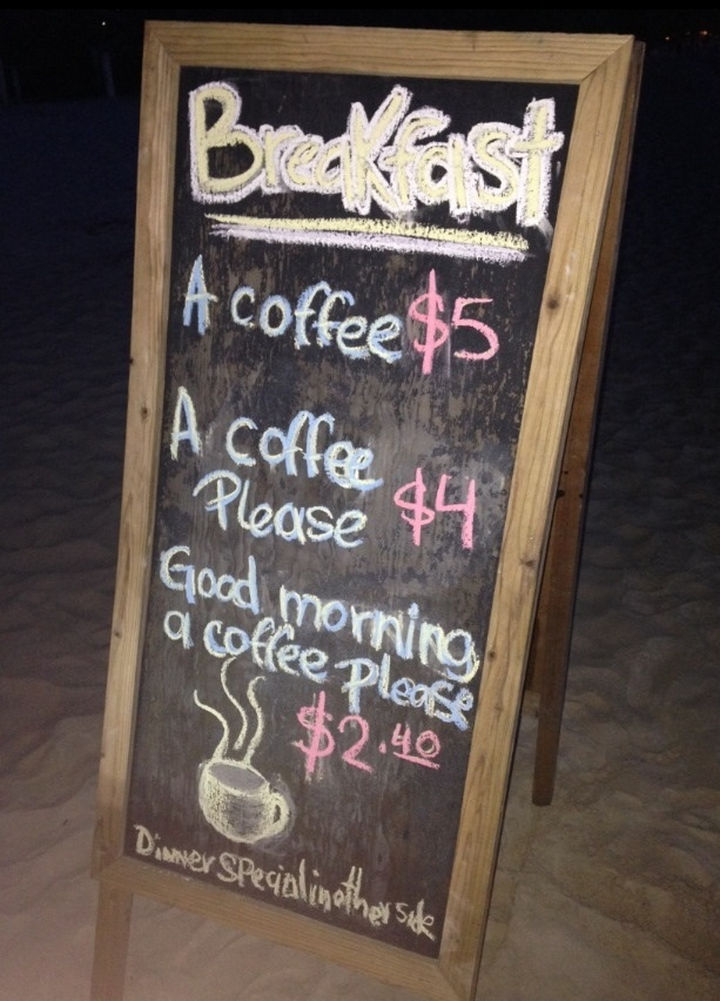 Breakfast
A coffee $5
A coffee
Please $4
Good morning
a coffee please
$2.40
Dinner Special in other side